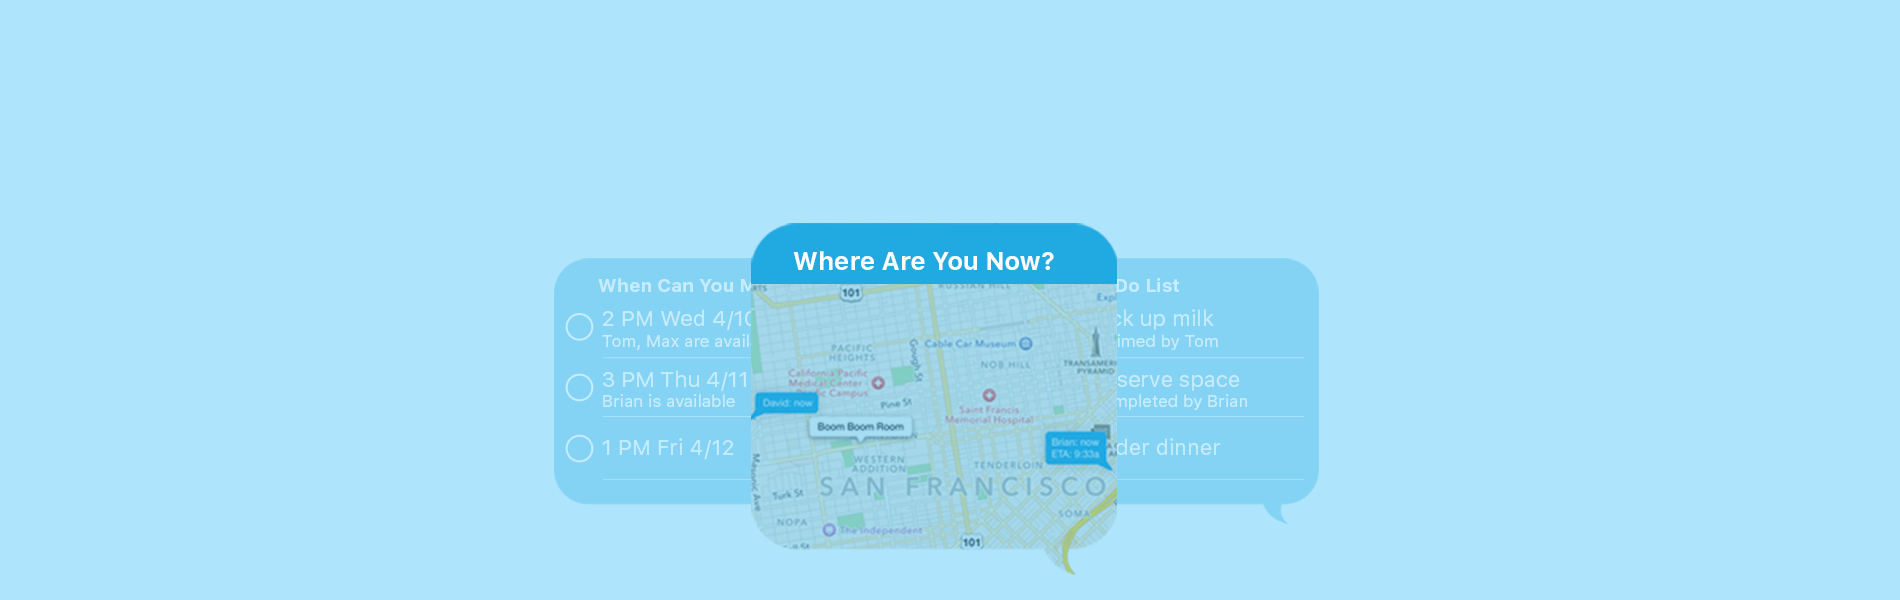 Where Are You Now?
When Can You M
2 PM Wed 4/10
Tom, Max are avail
3 PM Thu 4/11
Brian is available
1 PM Fri 4/12
101
RUSSIAN HILL
Expl
PACIFIC
HEIGHTS
Gough St
Cable Car Museum
NOB HILL
TRANSAMERI
PYRAMID
California Pacific
Medical Center -
Pacific Campus
Pine St
Saint Francis
Memorial Hospital
David: now
Boom Boom Room
Brian: now
ETA: 9:33a
WESTERN
ADDITION
TENDERLOIN
SAN FRANCISCO
Masonic Ave
Turk St
SOMA
NOPA
The Independent
101
Do List
ck up milk
imed by Tom
serve space
mpleted by Brian
der dinner